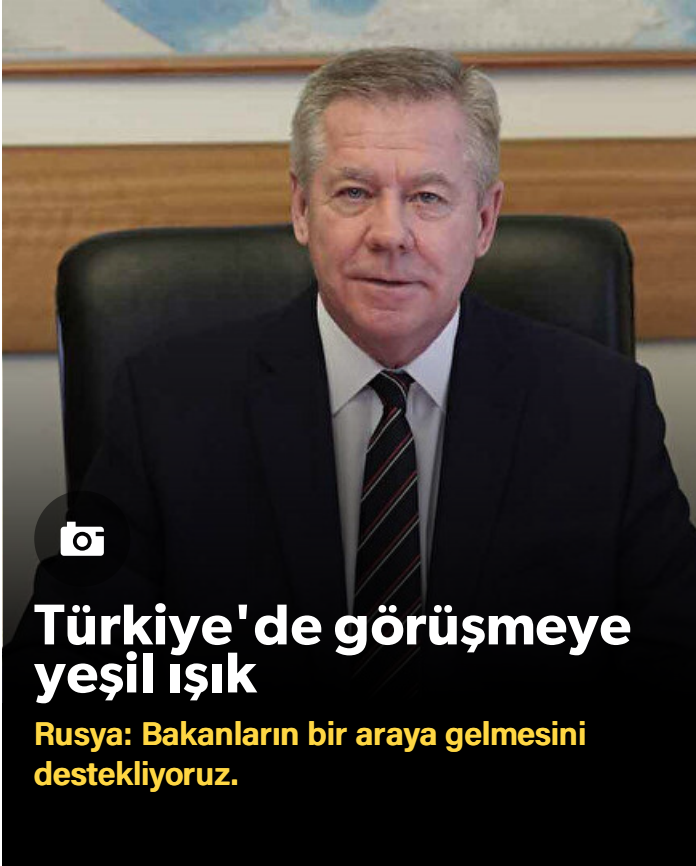 Türkiye'de görüşmeye
yeşil ışık
Rusya: Bakanların bir araya gelmesini
destekliyoruz.